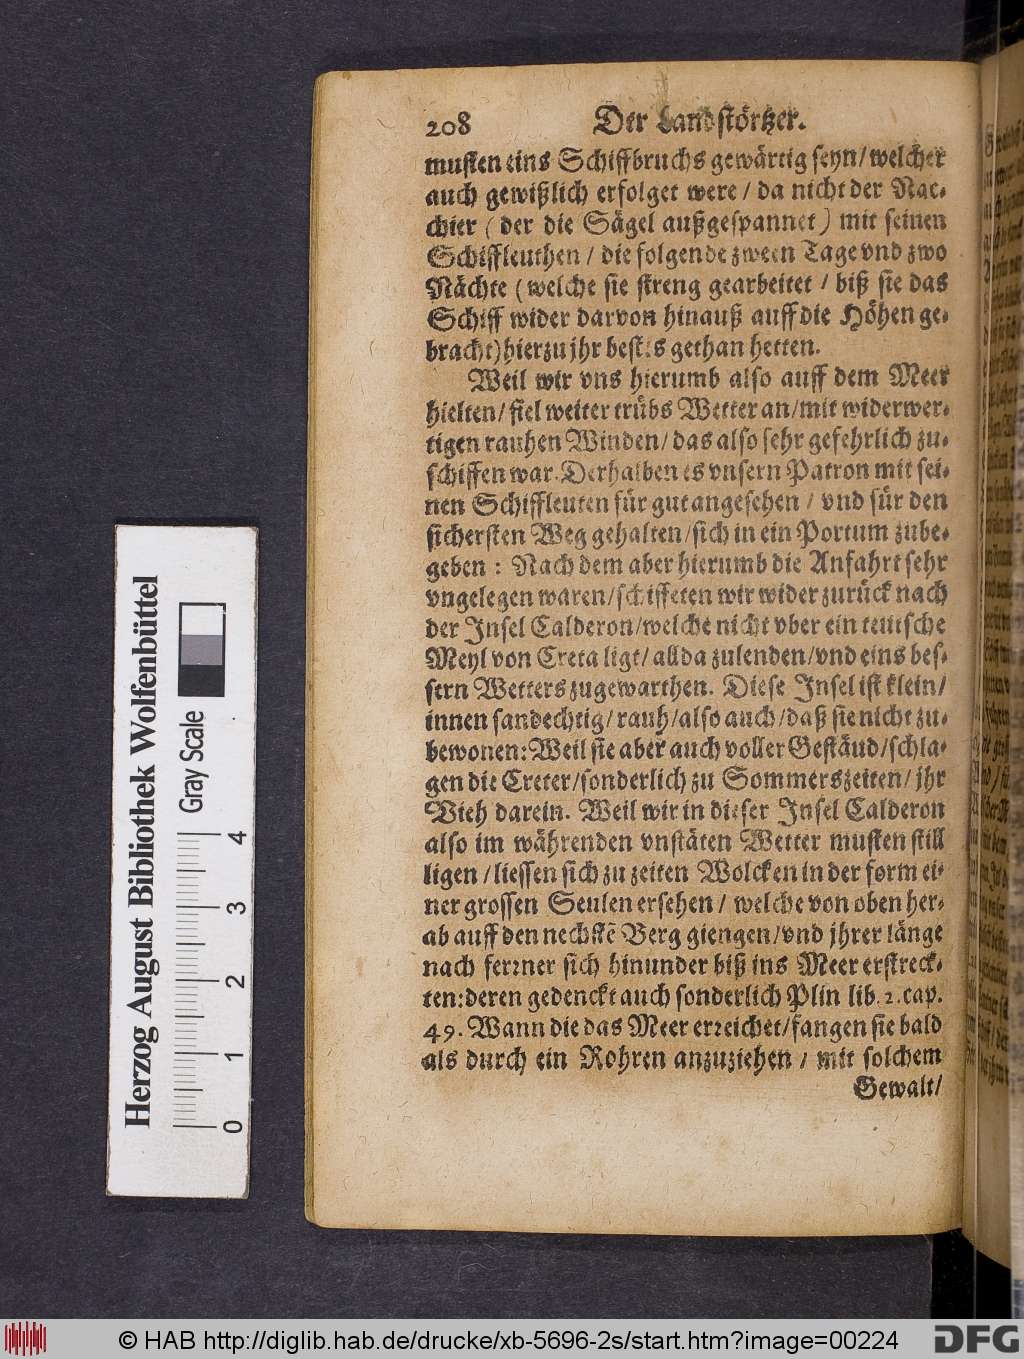 208 Der Landstörtzer.
musten eins Schiffbruchs gewärtig seyn/welcher
auch gewißlich erfolget were / da nicht der Nac-
chier (der die Sägel außgespannet) mit seinen
Schiffleuthen / die folgende zween Tage vnd zwo
Nächte (welche sie streng gearbeitet / biß sie das
Schiff wider darvon hinauß auff die Höhen ge-
bracht) hierzu jhr bestes gethan hetten.
Weil wir vns hierumb also auff dem Meer
hielten/ fiel weiter trübs Wetter an/mit widerwer-
tigen rauhen Winden/ das also sehr gefehrlich zu-
schiffen war. Derhalben es vnsern Patron mit sei-
nen Schiffleuten für gut angesehen / vnd für den
sichersten Weg gehalten/sich in ein Portum zube-
geben : Nach dem aber hierumb die Anfahrt sehr
vngelegen waren/schiffeten wir wider zurück nach
der Insel Calderon/welche nicht vber ein teutsche
Meyl von Creta ligt/ allda zulenden/vnd eins bes-
sern Wetters zugewarthen. Diese Insel ist klein/
innen sandechtig/rauh/also auch/daß sie nicht zu-
bewonen: Weil sie aber auch voller Gestäud/schla-
gen die Creter/sonderlich zu Sommerszeiten/ jhr
Vieh darein. Weil wir in dieser Insel Calderon
also im währenden vnstäten Wetter musten still
ligen /liessen sich zu zeiten Wolcken in der form ei-
ner grossen Seulen ersehen / welche von oben her-
ab auff den nechstẽ Berg giengen/vnd jhrer länge
nach ferrner sich hinunder biß ins Meer erstreck-
ten: deren gedenckt auch sonderlich Plin lib. 2. cap.
49. Wann die das Meer erreichet/fangen sie bald
als durch ein Rohren anzuziehen / mit solchem
Gewalt/
Herzog August Bibliothek Wolfenbüttel
Gray Scale
0 1 2 3 4
© HAB http://diglib.hab.de/drucke/xb-5696-2s/start.htm?image=00224
DFG